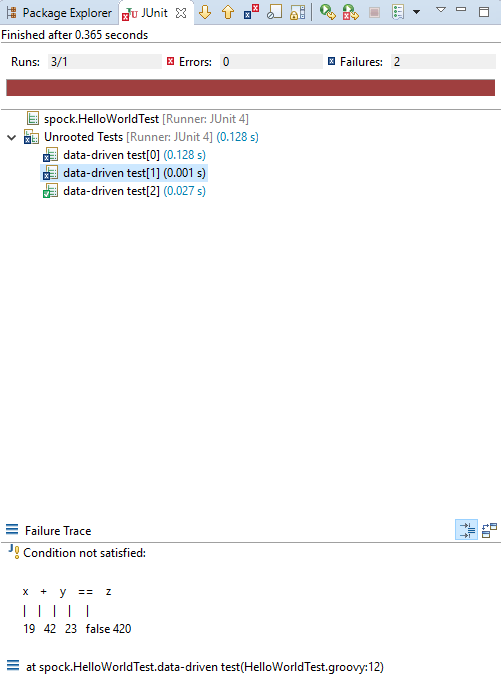 Package Explorer JUnit
Finished after 0.365 seconds
Runs: 3/1 Errors: 0 Failures: 2
spock.HelloWorldTest [Runner: JUnit 4]
Unrooted Tests [Runner: JUnit 4] (0.128 s)
data-driven test[0] (0.128 s)
data-driven test[1] (0.001 s)
data-driven test[2] (0.027 s)
Failure Trace
Condition not satisfied:
x + y == z
| | | | |
19 42 23 false 420
at spock.HelloWorldTest.data-driven test(HelloWorldTest.groovy:12)